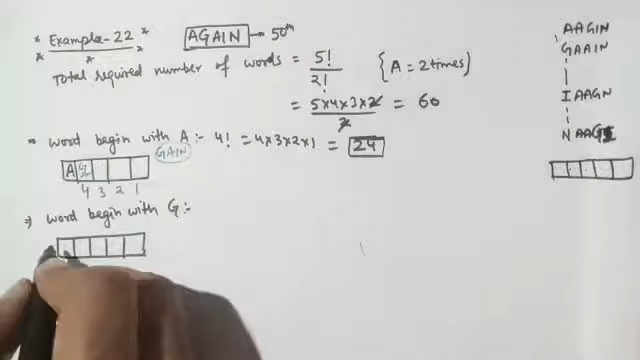 * Example-22 *
* *
AGAIN → 50th
Total required number of words = 5!/2! {A = 2 times}
= 5×4×3×2/2 = 60
⇒ word begin with A :- 4! = 4×3×2×1 = 24
GAIN
A G
4 3 2 1
⇒ word begin with G :-
AAGIN
GAAIN
IAAGN
NAAGI